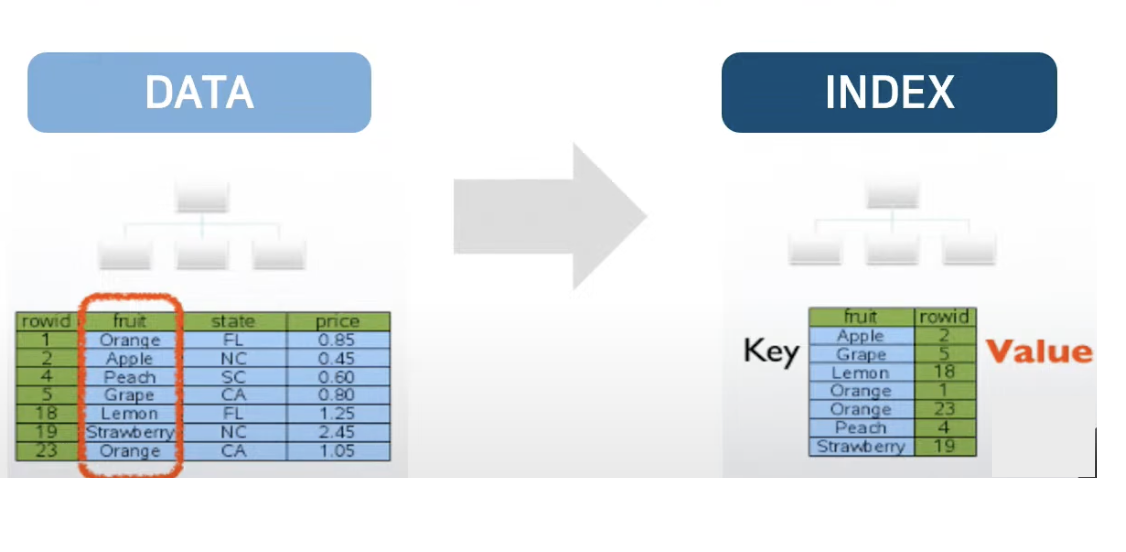 DATA
INDEX
rowid fruit state price
1 Orange FL 0.85
2 Apple NC 0.45
4 Peach SC 0.60
5 Grape CA 0.80
18 Lemon FL 1.25
19 Strawberry NC 2.45
23 Orange CA 1.05
Key
fruit rowid
Apple 2
Grape 5
Lemon 18
Orange 1
Orange 23
Peach 4
Strawberry 19
Value